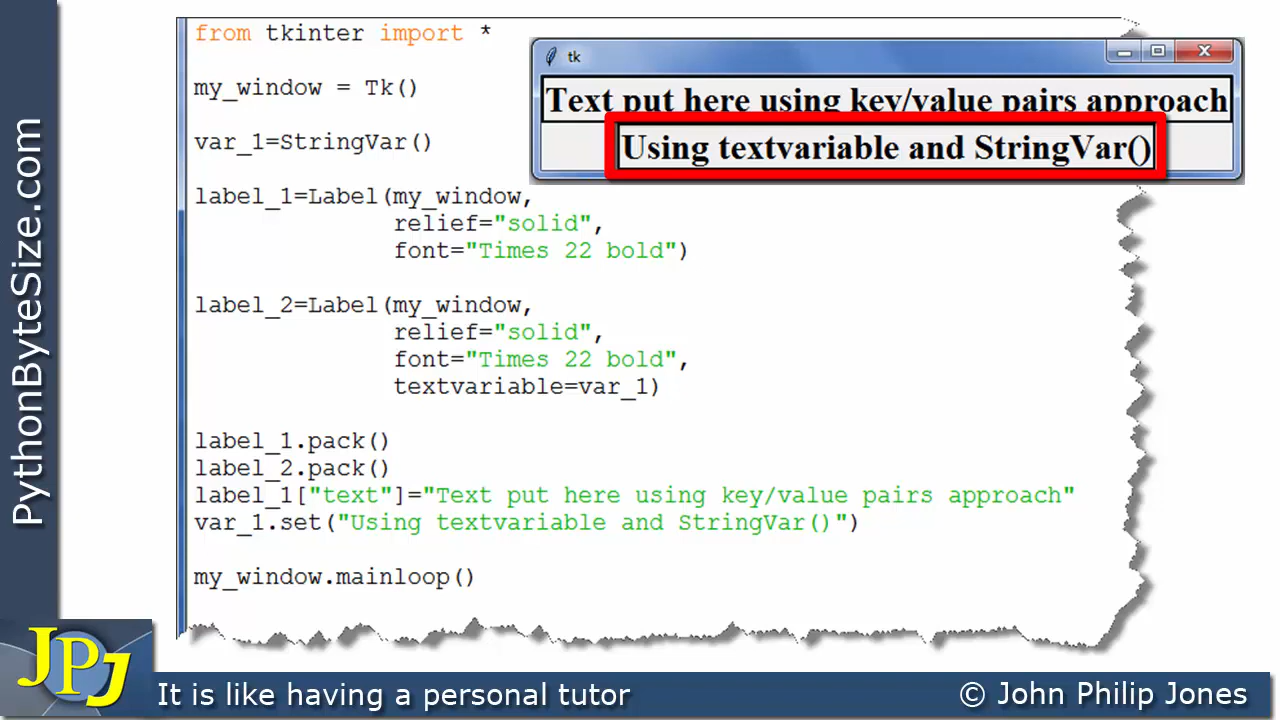 PythonByteSize.com
from tkinter import *
my_window = Tk()
var_1=StringVar()
label_1=Label(my_window,
relief="solid",
font="Times 22 bold")
label_2=Label(my_window,
relief="solid",
font="Times 22 bold",
textvariable=var_1)
label_1.pack()
label_2.pack()
label_1["text"]="Text put here using key/value pairs approach"
var_1.set("Using textvariable and StringVar()")
my_window.mainloop()
tk
Text put here using key/value pairs approach
Using textvariable and StringVar()
JPJ
It is like having a personal tutor
© John Philip Jones